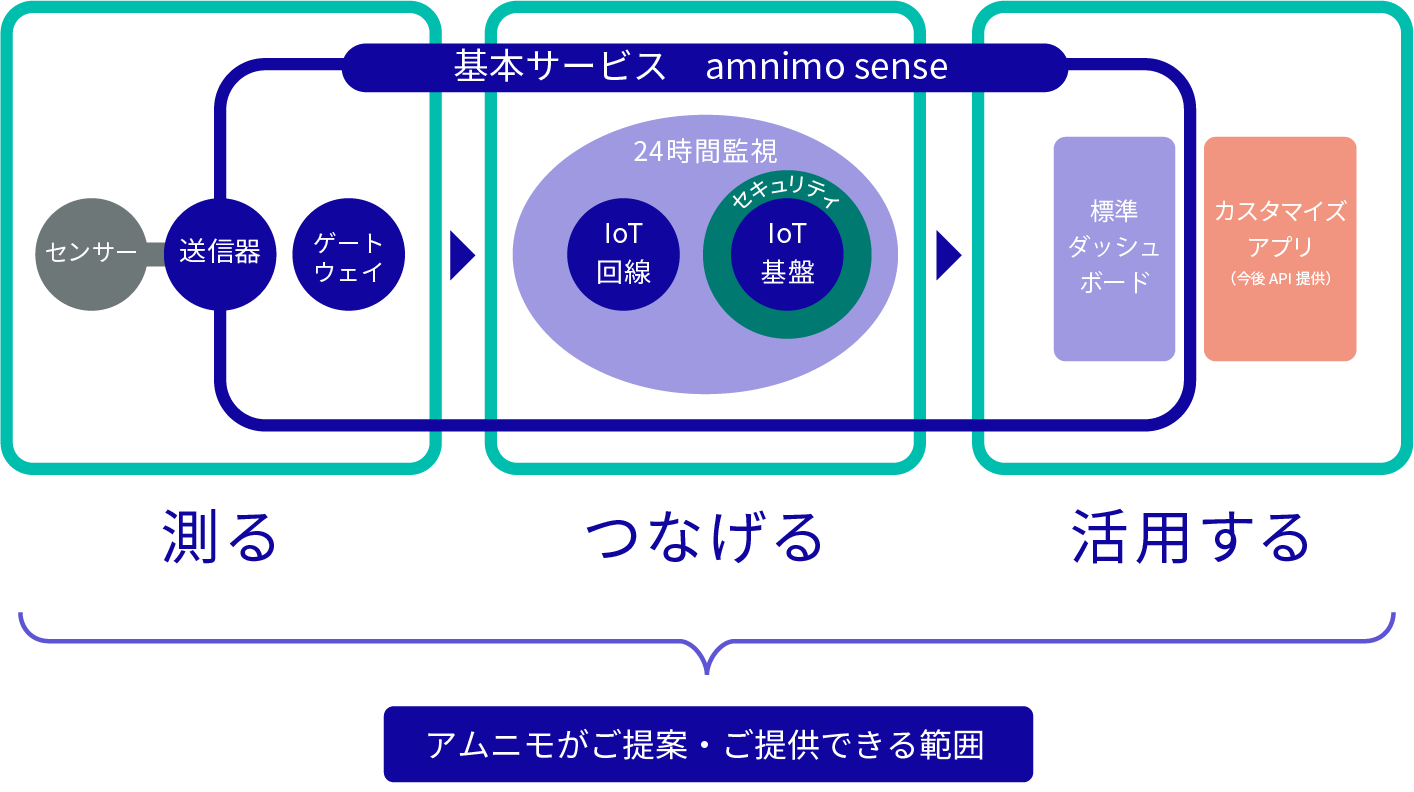 基本サービス　amnimo sense
センサー
送信器
ゲート
ウェイ
24時間監視
IoT
回線
セキュリティ
IoT
基盤
標準
ダッシュ
ボード
カスタマイズ
アプリ
（今後 API 提供）
測る
つなげる
活用する
アムニモがご提案・ご提供できる範囲